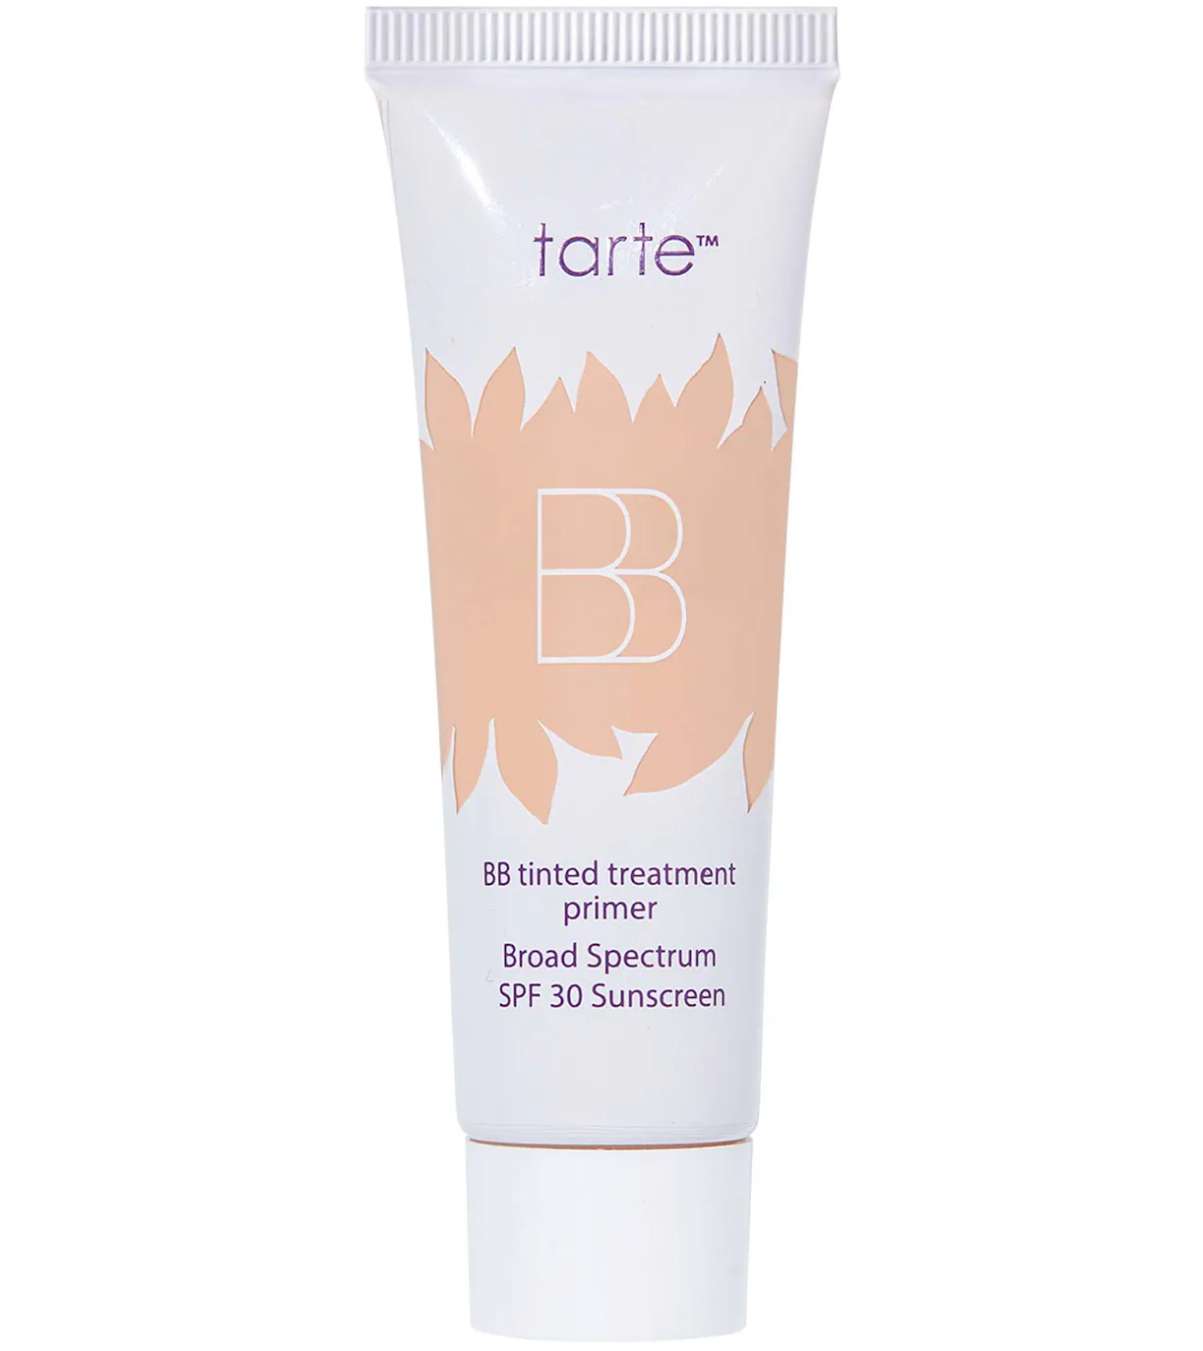 tarte™
BB
BB tinted treatment
primer
Broad Spectrum
SPF 30 Sunscreen